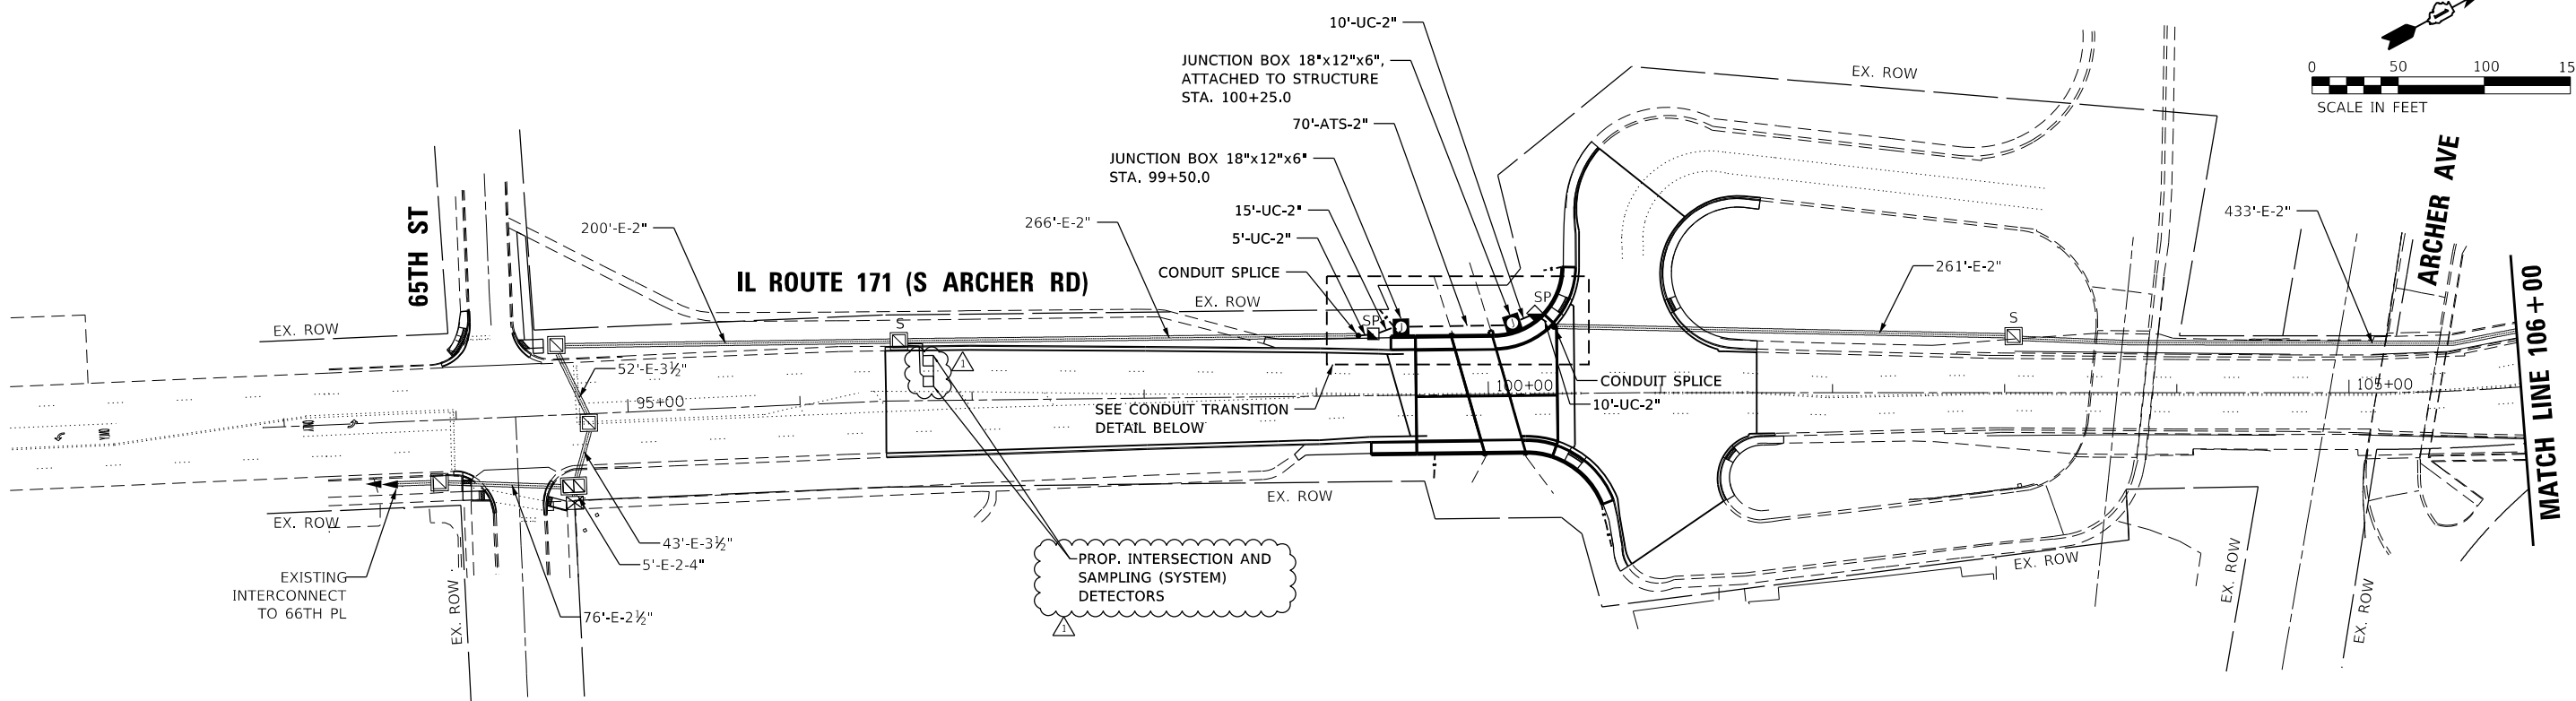 10'-UC-2"
JUNCTION BOX 18"x12"x6",
ATTACHED TO STRUCTURE
STA. 100+25.0
70'-ATS-2"
JUNCTION BOX 18"x12"x6"
STA. 99+50.0
15'-UC-2"
5'-UC-2"
CONDUIT SPLICE
EX. ROW
0 50 100 15
SCALE IN FEET
65TH ST
200'-E-2"
266'-E-2"
IL ROUTE 171 (S ARCHER RD)
EX. ROW
433'-E-2"
ARCHER AVE
261'-E-2"
EX. ROW
S
SP
J
J
SP
S
1
52'-E-3½"
95+00
100+00
105+00
CONDUIT SPLICE
10'-UC-2"
SEE CONDUIT TRANSITION
DETAIL BELOW
ONLY
ONLY
MATCH LINE 106+00
EX. ROW
EX. ROW
43'-E-3½"
5'-E-2-4"
76'-E-2½"
EXISTING
INTERCONNECT
TO 66TH PL
EX. ROW
PROP. INTERSECTION AND
SAMPLING (SYSTEM)
DETECTORS
1
EX. ROW
EX. ROW
EX. ROW